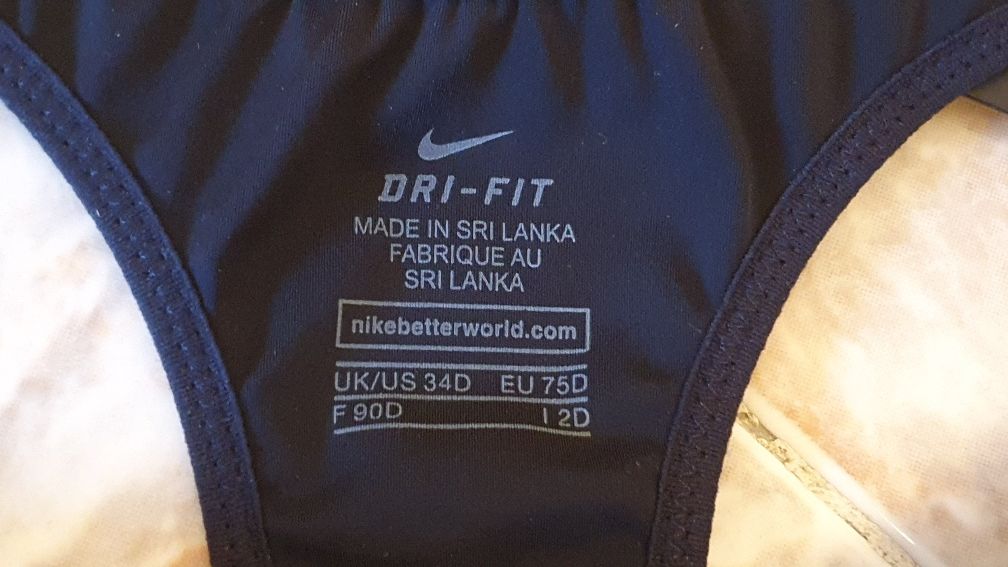 DRI-FIT
MADE IN SRI LANKA
FABRIQUE AU
SRI LANKA
nikebetterworld.com
UK/US 34D EU 75D
F 90D I 2D